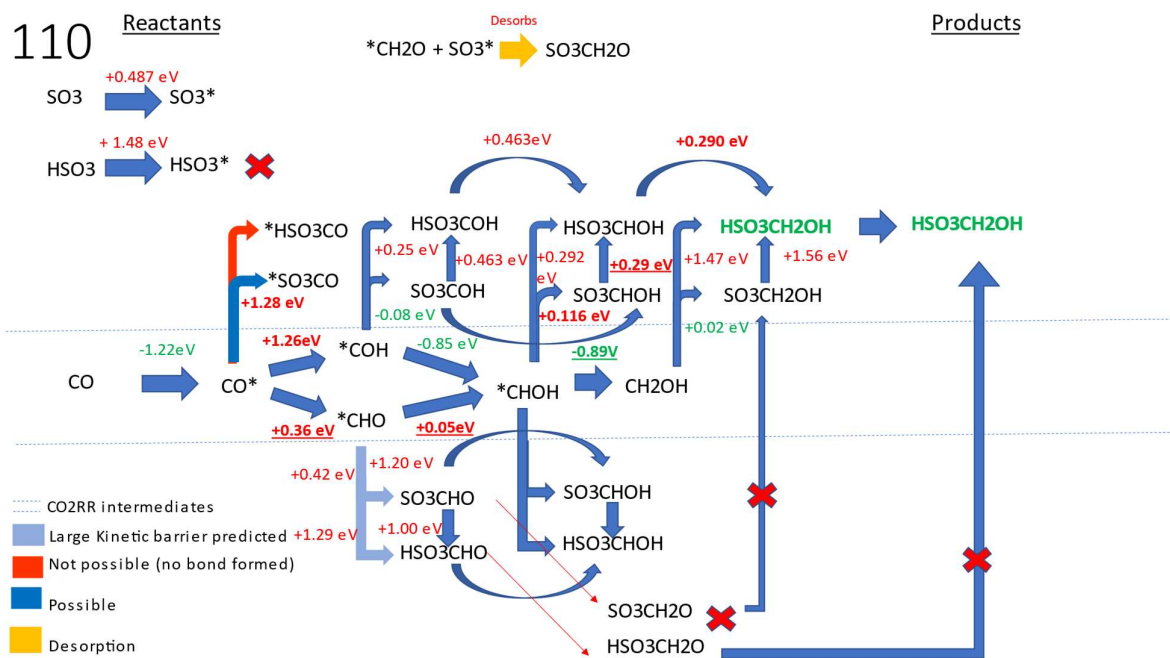 110
Reactants
Products
Desorbs
*CH2O + SO3*
SO3CH2O
+0.487 eV
SO3
SO3*
+ 1.48 eV
HSO3
HSO3*
+0.463eV
+0.290 eV
*HSO3CO
HSO3COH
HSO3CHOH
HSO3CH2OH
HSO3CH2OH
+0.25 eV
+0.463 eV
+0.292 eV
+0.29 eV
+1.47 eV
+1.56 eV
*SO3CO
SO3COH
SO3CHOH
SO3CH2OH
+1.28 eV
-0.08 eV
+0.116 eV
+0.02 eV
-1.22eV
+1.26eV
*COH
-0.85 eV
-0.89V
CO
CO*
*CHOH
CH2OH
*CHO
+0.36 eV
+0.05eV
+0.42 eV
+1.20 eV
SO3CHO
SO3CHOH
+1.29 eV
+1.00 eV
HSO3CHO
HSO3CHOH
SO3CH2O
HSO3CH2O
CO2RR intermediates
Large Kinetic barrier predicted
Not possible (no bond formed)
Possible
Desorption